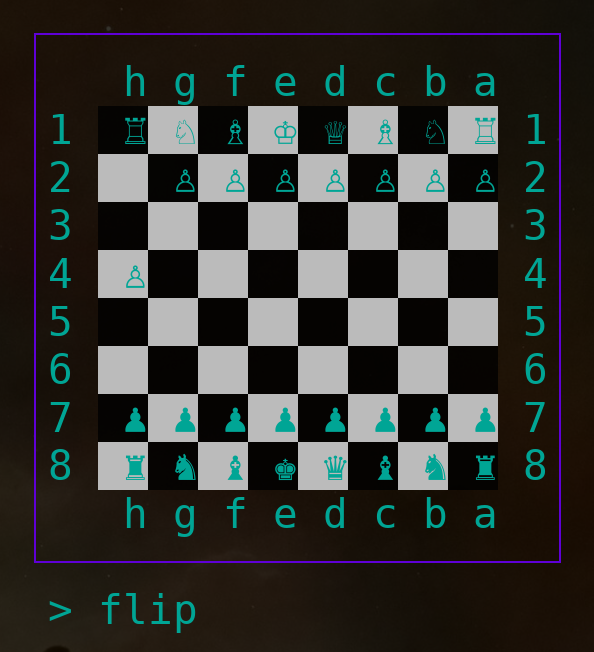 h g f e d c b a
1 ♖ ♘ ♗ ♔ ♕ ♗ ♘ ♖ 1
2 ♙ ♙ ♙ ♙ ♙ ♙ ♙ 2
3 3
4 ♙ 4
5 5
6 6
7 ♟ ♟ ♟ ♟ ♟ ♟ ♟ ♟ 7
8 ♜ ♞ ♝ ♚ ♛ ♝ ♞ ♜ 8
h g f e d c b a
> flip